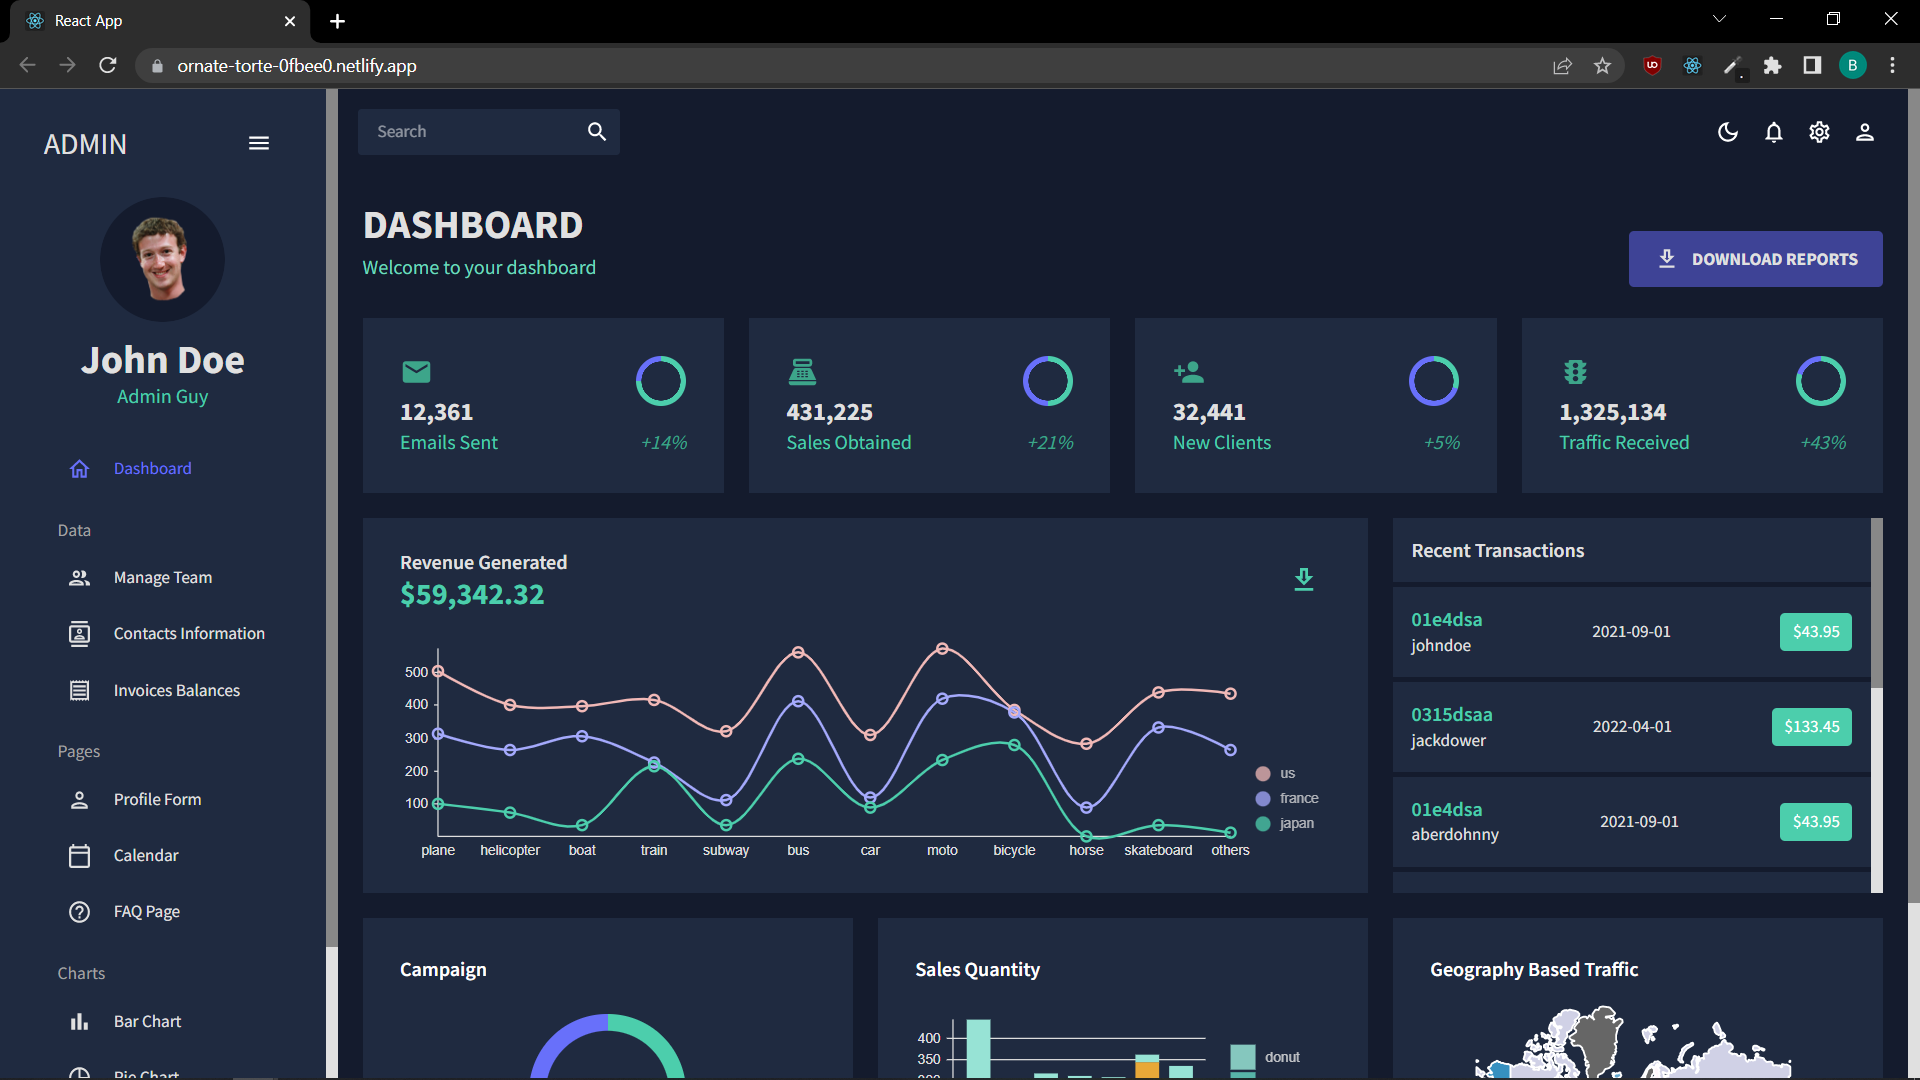 React App
ornate-torte-0fbee0.netlify.app
B
ADMIN
Search
John Doe
Admin Guy
Dashboard
Data
Manage Team
Contacts Information
Invoices Balances
Pages
Profile Form
Calendar
FAQ Page
Charts
Bar Chart
Pie Chart
DASHBOARD
Welcome to your dashboard
DOWNLOAD REPORTS
12,361
Emails Sent +14%
431,225
Sales Obtained +21%
32,441
New Clients +5%
1,325,134
Traffic Received +43%
Revenue Generated
$59,342.32
500
400
300
200
100
plane helicopter boat train subway bus car moto bicycle horse skateboard others
us
france
japan
Recent Transactions
01e4dsa
johndoe
2021-09-01
$43.95
0315dsaa
jackdower
2022-04-01
$133.45
01e4dsa
aberdohnny
2021-09-01
$43.95
Campaign
Sales Quantity
400
350
donut
Geography Based Traffic